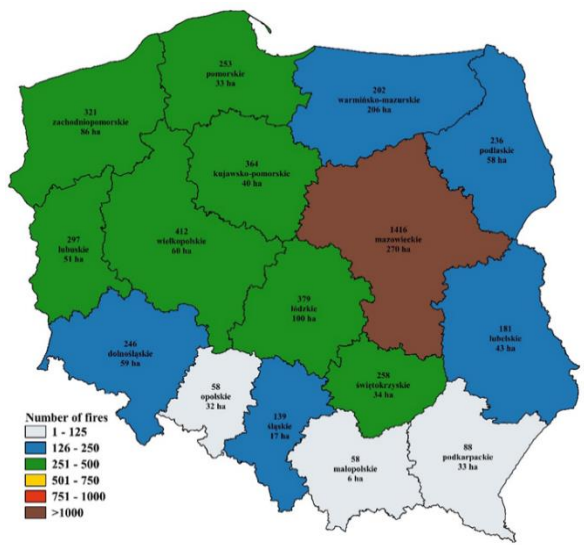 253
pomorskie
33 ha
202
warmińsko-mazurskie
206 ha
321
zachodniopomorskie
86 ha
236
podlaskie
58 ha
364
kujawsko-pomorskie
40 ha
1416
mazowieckie
270 ha
412
wielkopolskie
60 ha
297
lubuskie
51 ha
379
łódzkie
100 ha
181
lubelskie
43 ha
246
dolnośląskie
59 ha
258
świętokrzyskie
34 ha
58
opolskie
32 ha
139
śląskie
17 ha
88
podkarpackie
33 ha
58
małopolskie
6 ha
Number of fires
1 - 125
126 - 250
251 - 500
501 - 750
751 - 1000
>1000